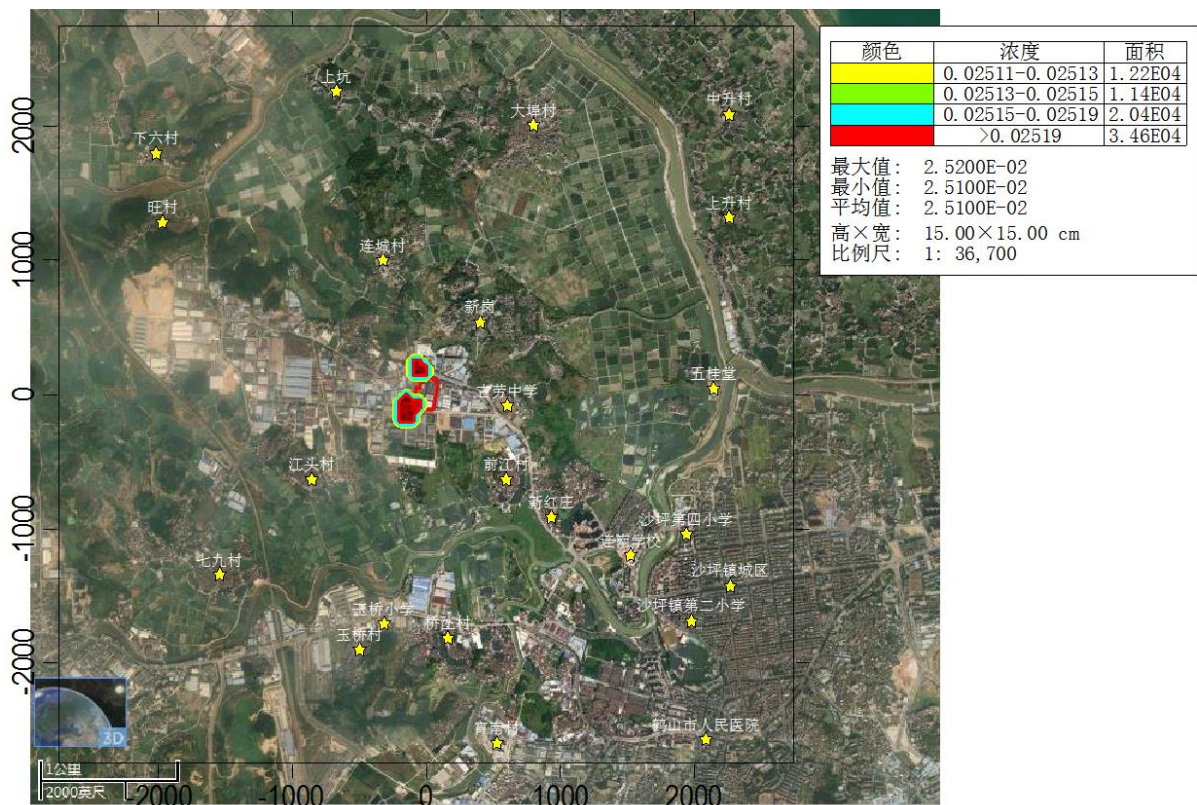 颜色 浓度 面积
0.02511-0.02513 1.22E04
0.02513-0.02515 1.14E04
0.02515-0.02519 2.04E04
>0.02519 3.46E04
最大值: 2.5200E-02
最小值: 2.5100E-02
平均值: 2.5100E-02
高×宽: 15.00×15.00 cm
比例尺: 1: 36,700
上坑
大埠村
中升村
2000
下六村
旺村
上升村
连城村
1000
新岗
五桂堂
0
中学
江头村
前江村
新红庄
沙坪第四小学
-1000
学校
七九村
沙坪镇城区
玉桥小学
沙坪镇第二小学
玉桥村
-2000
鹤山市人民医院
3D
1公里
2000英尺
-2000 -1000 0 1000 2000